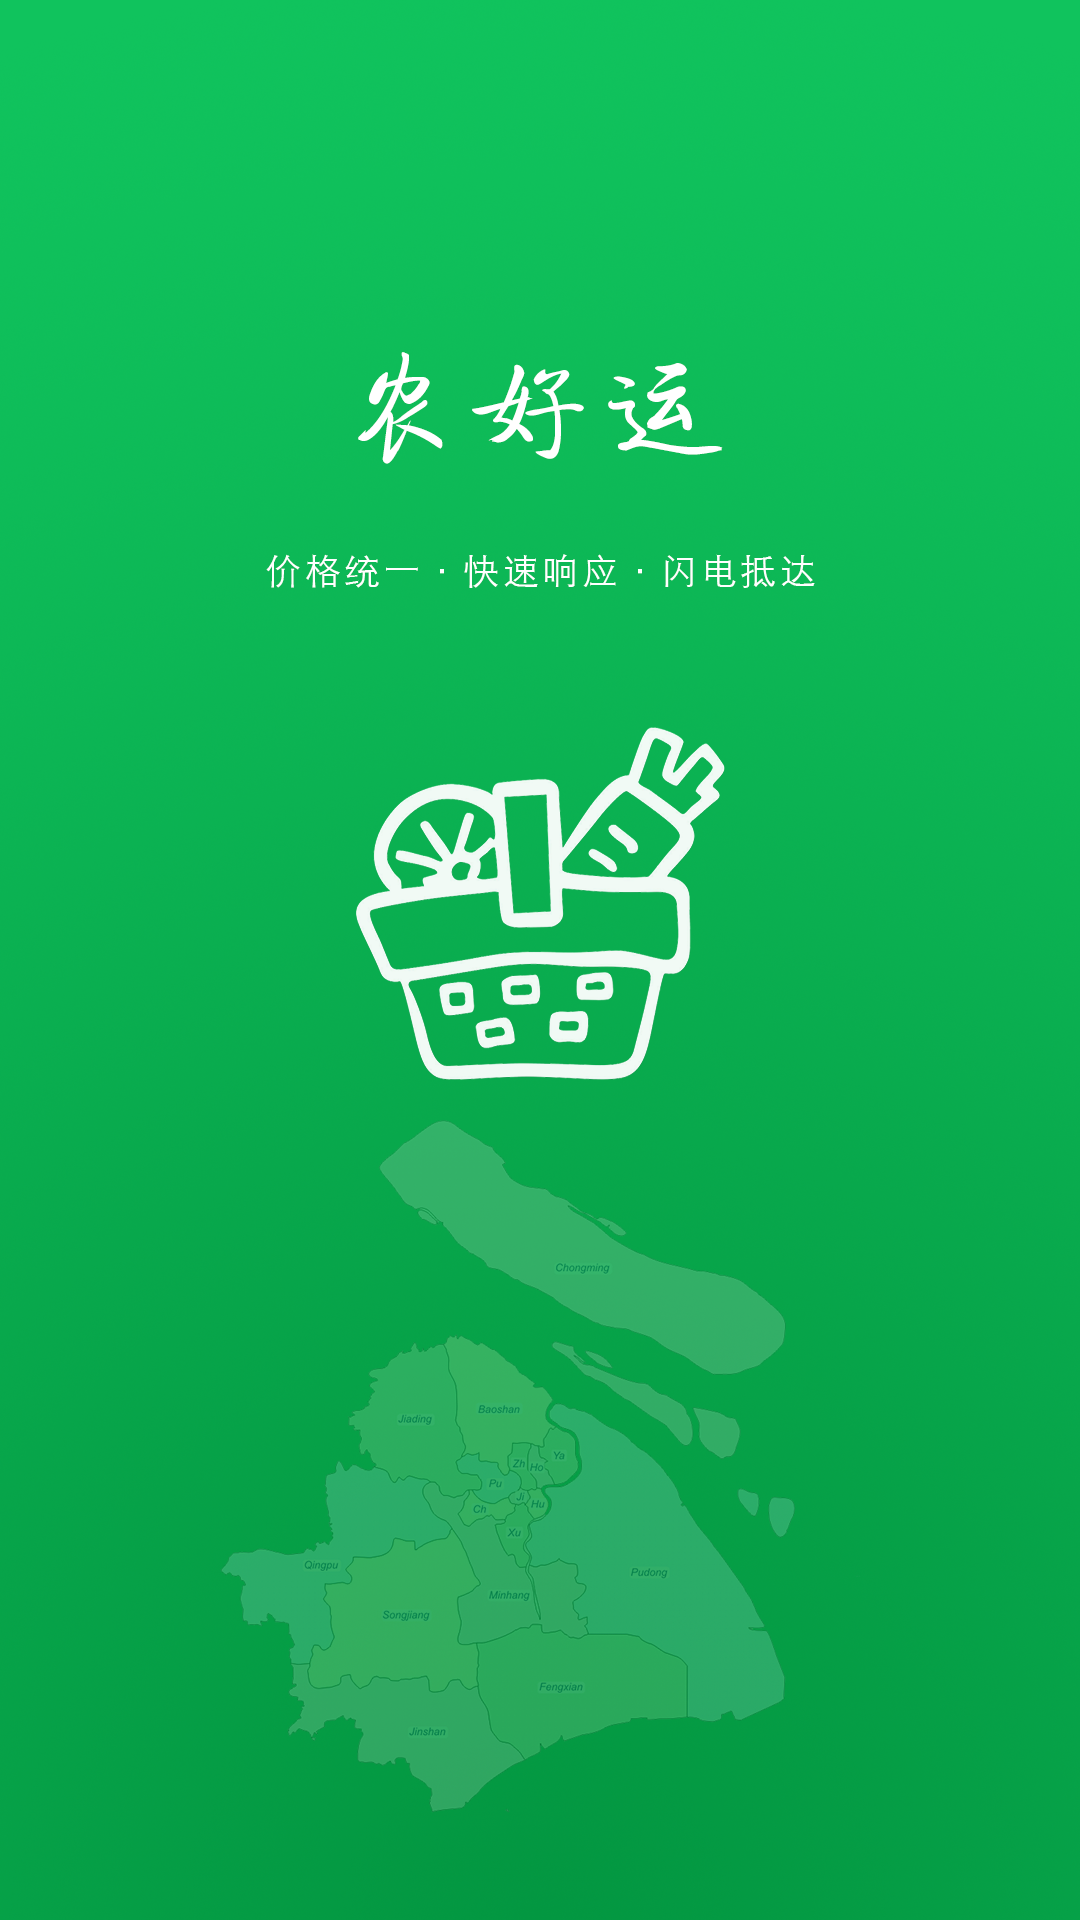 农好运
价格统一·快速响应·闪电抵达
Chongming
Baoshan
Jiading
Ya
Zh
Ho
Pu
Ji
Hu
Ch
Xu
Qingpu
Pudong
Minhang
Songjiang
Fengxian
Jinshan